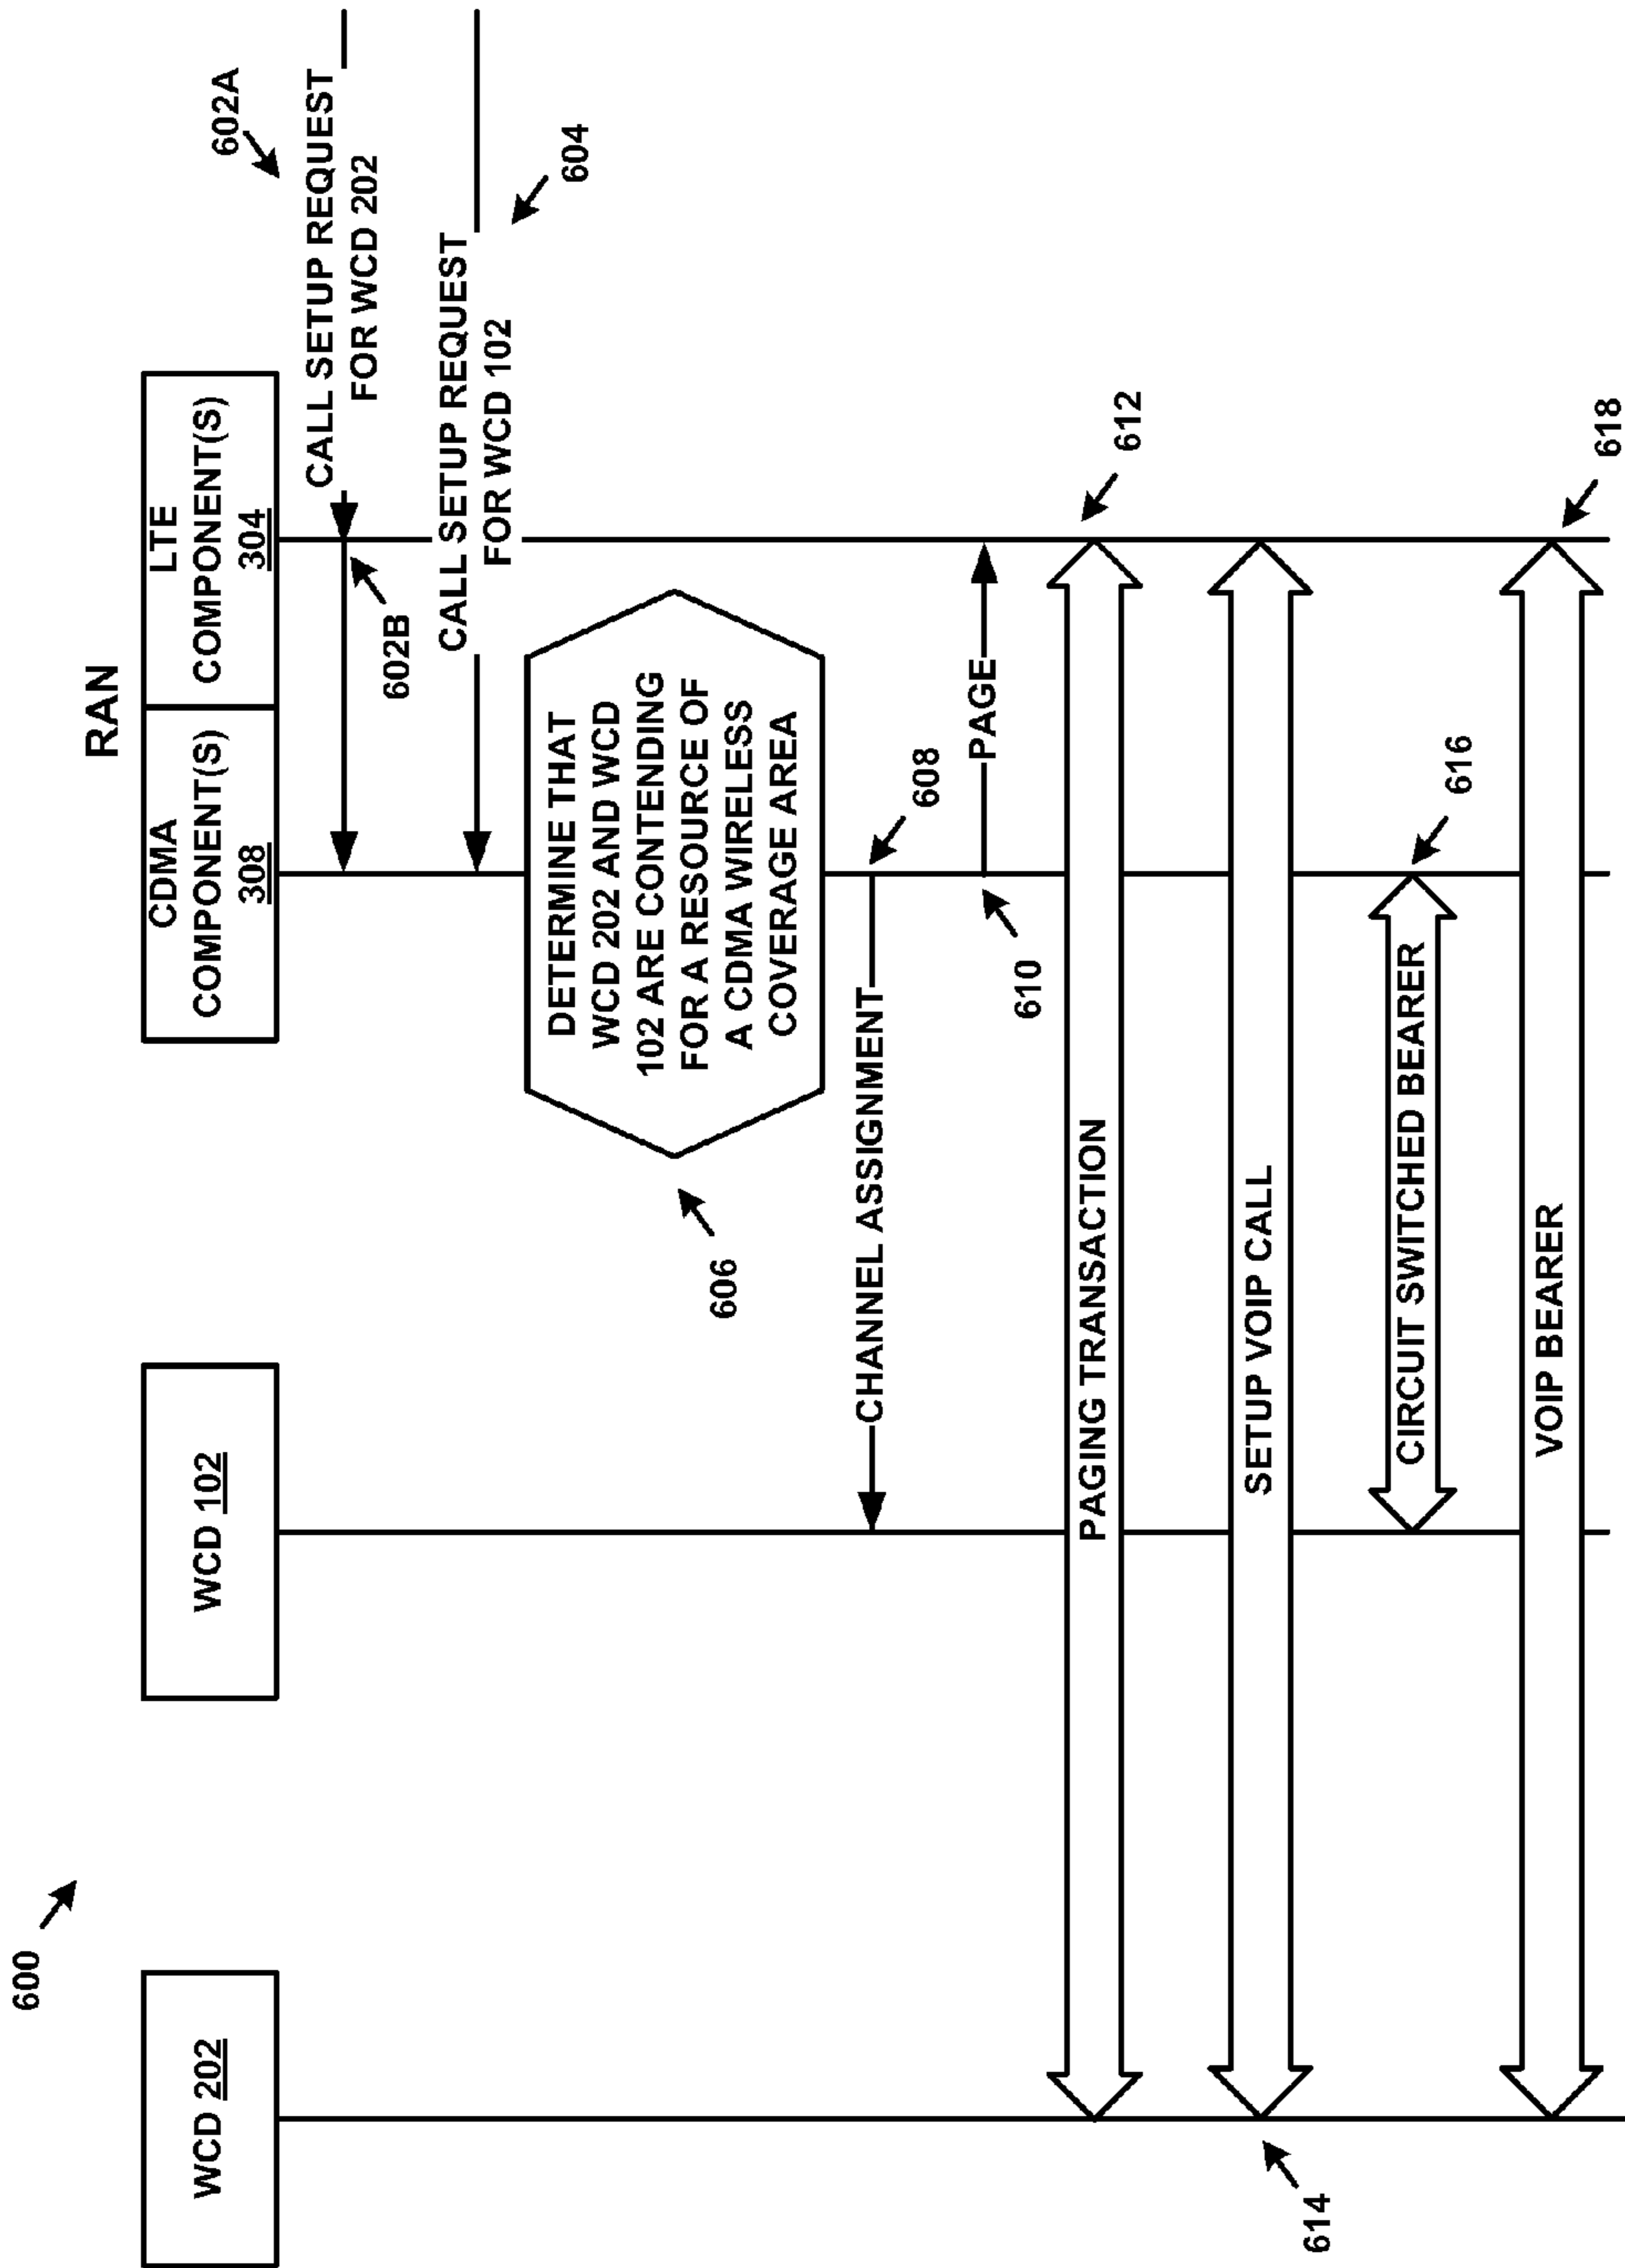 600
RAN
WCD 202
WCD 102
CDMA
COMPONENT(S)
308
LTE
COMPONENT(S)
304
602A
CALL SETUP REQUEST
FOR WCD 202
602B
CALL SETUP REQUEST
FOR WCD 102
604
DETERMINE THAT
WCD 202 AND WCD
102 ARE CONTENDING
FOR A RESOURCE OF
A CDMA WIRELESS
COVERAGE AREA
606
CHANNEL ASSIGNMENT
608
PAGE
610
PAGING TRANSACTION
612
SETUP VOIP CALL
614
CIRCUIT SWITCHED BEARER
616
VOIP BEARER
618